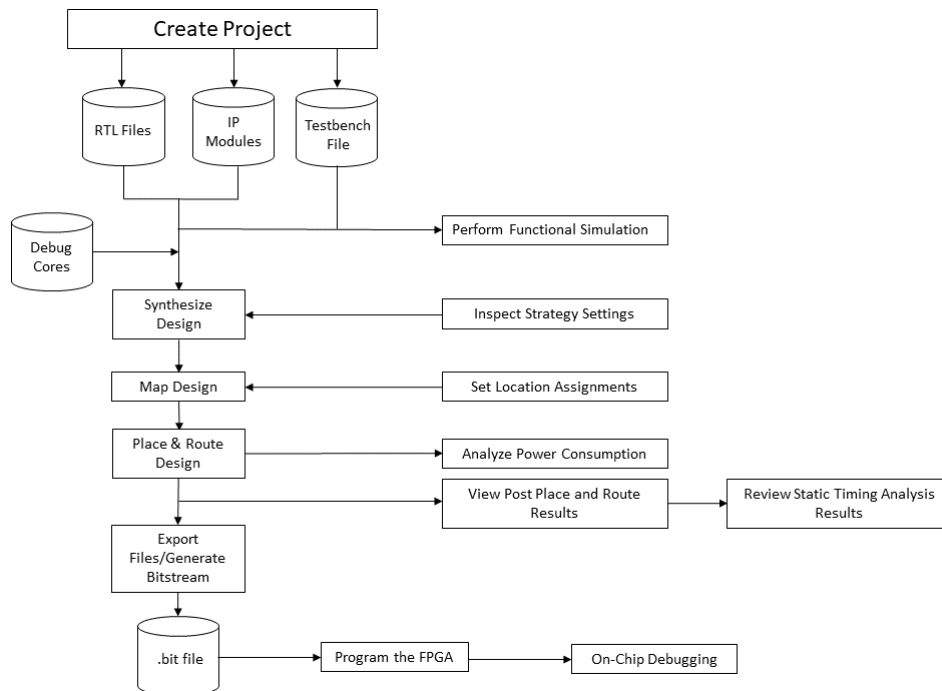 Create Project
RTL Files
IP
Modules
Testbench
File
Perform Functional Simulation
Debug
Cores
Synthesize
Design
Inspect Strategy Settings
Map Design
Set Location Assignments
Place & Route
Design
Analyze Power Consumption
View Post Place and Route
Results
Review Static Timing Analysis
Results
Export
Files/Generate
Bitstream
.bit file
Program the FPGA
On-Chip Debugging